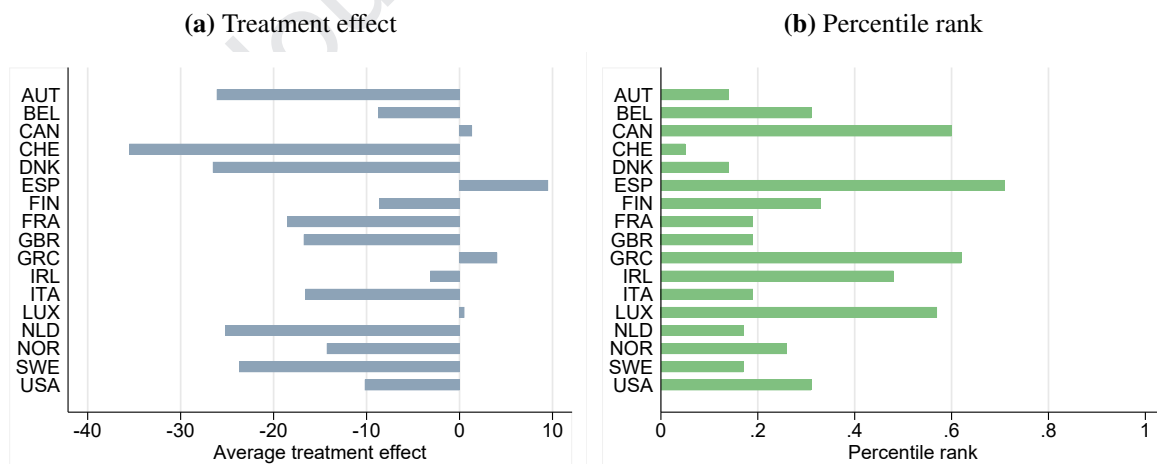 (a) Treatment effect
AUT
BEL
CAN
CHE
DNK
ESP
FIN
FRA
GBR
GRC
IRL
ITA
LUX
NLD
NOR
SWE
USA
-40 -30 -20 -10 0 10
Average treatment effect
(b) Percentile rank
AUT
BEL
CAN
CHE
DNK
ESP
FIN
FRA
GBR
GRC
IRL
ITA
LUX
NLD
NOR
SWE
USA
0 .2 .4 .6 .8 1
Percentile rank